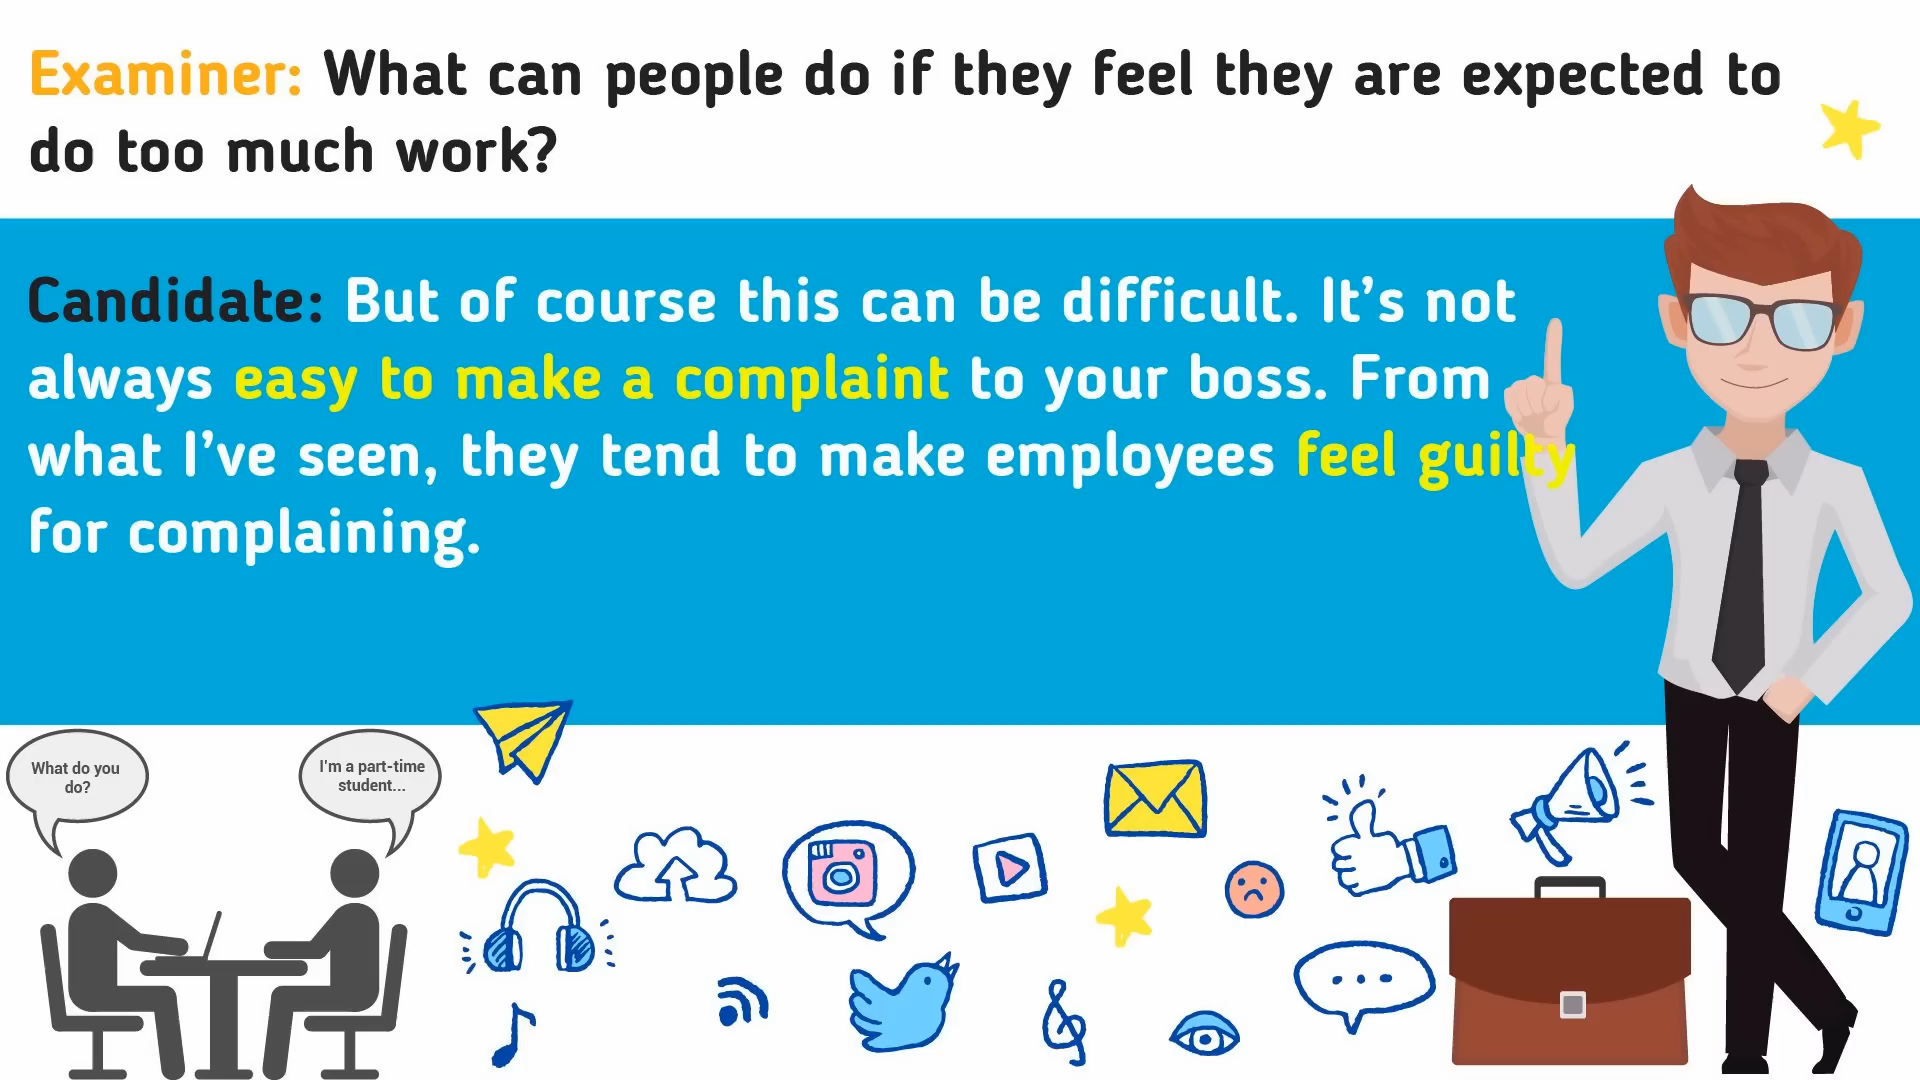 Examiner: What can people do if they feel they are expected to
do too much work?
Candidate: But of course this can be difficult. It’s not
always easy to make a complaint to your boss. From
what I’ve seen, they tend to make employees feel guilty
for complaining.
What do you
do?
I'm a part-time
student...